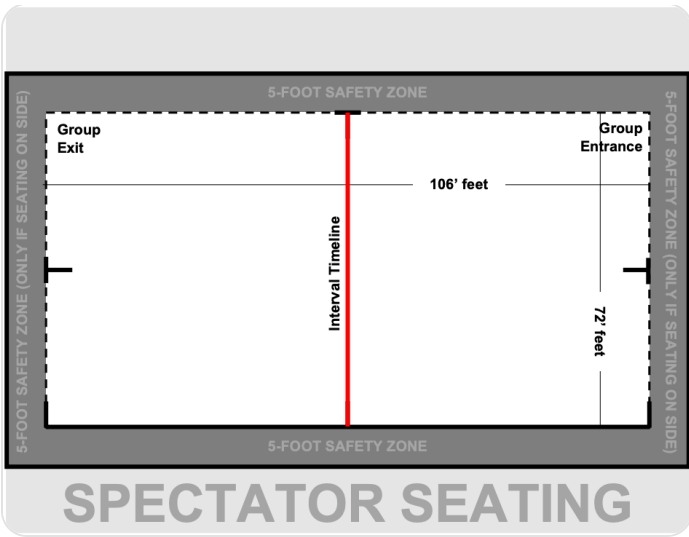 5-FOOT SAFETY ZONE
5-FOOT SAFETY ZONE (ONLY IF SEATING ON SIDE)
Group
Exit
Group
Entrance
5-FOOT SAFETY ZONE (ONLY IF SEATING ON SIDE)
106' feet
Interval Timeline
72' feet
5-FOOT SAFETY ZONE
SPECTATOR SEATING